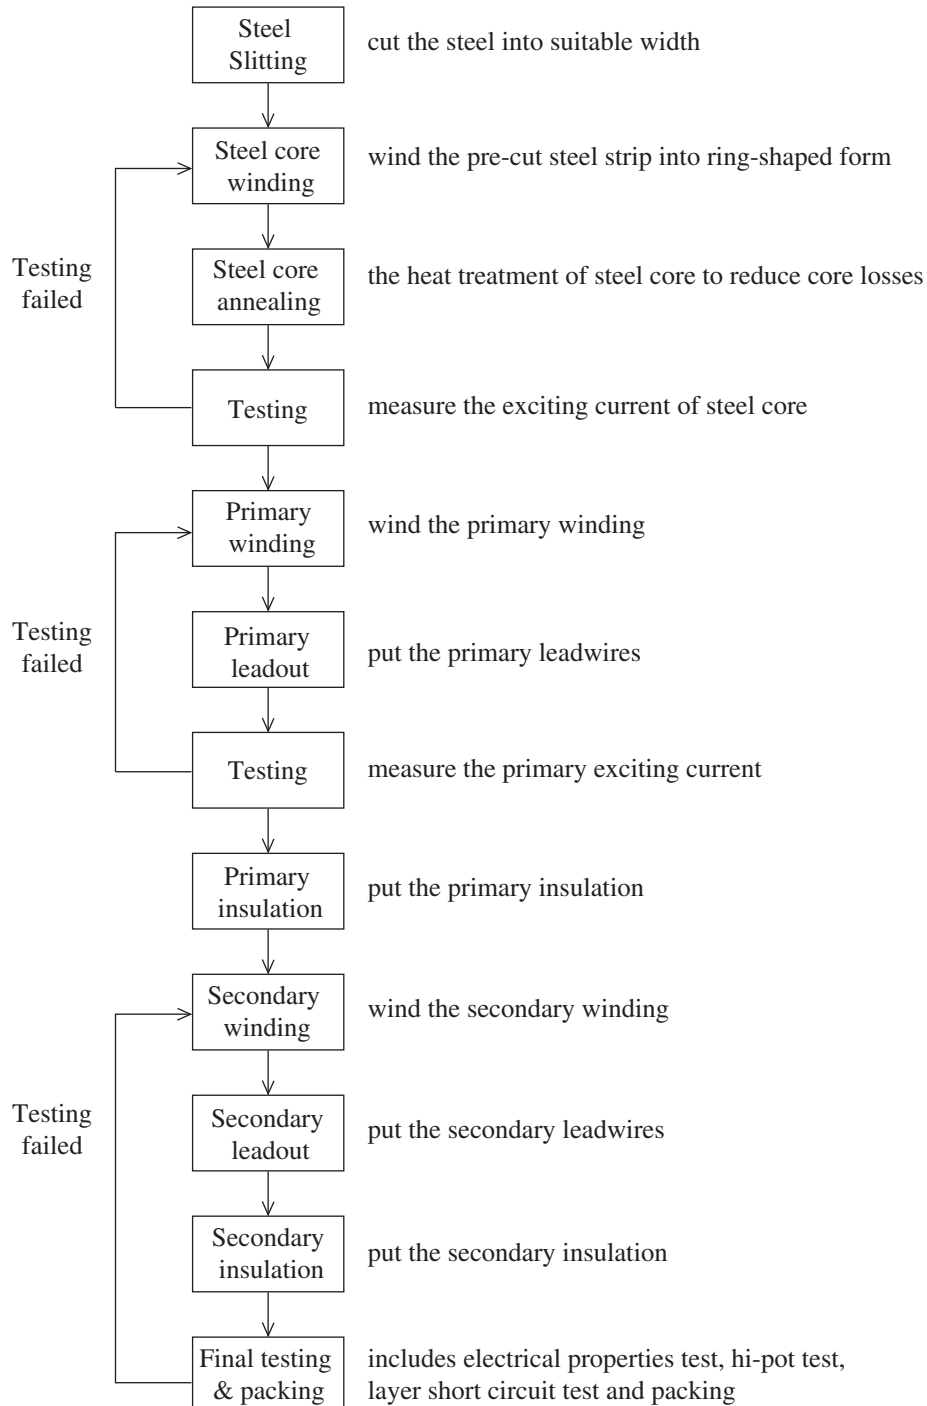 Steel
Slitting
cut the steel into suitable width
Steel core
winding
wind the pre-cut steel strip into ring-shaped form
Testing
failed
Steel core
annealing
the heat treatment of steel core to reduce core losses
Testing
measure the exciting current of steel core
Primary
winding
wind the primary winding
Testing
failed
Primary
leadout
put the primary leadwires
Testing
measure the primary exciting current
Primary
insulation
put the primary insulation
Secondary
winding
wind the secondary winding
Testing
failed
Secondary
leadout
put the secondary leadwires
Secondary
insulation
put the secondary insulation
Final testing
& packing
includes electrical properties test, hi-pot test,
layer short circuit test and packing